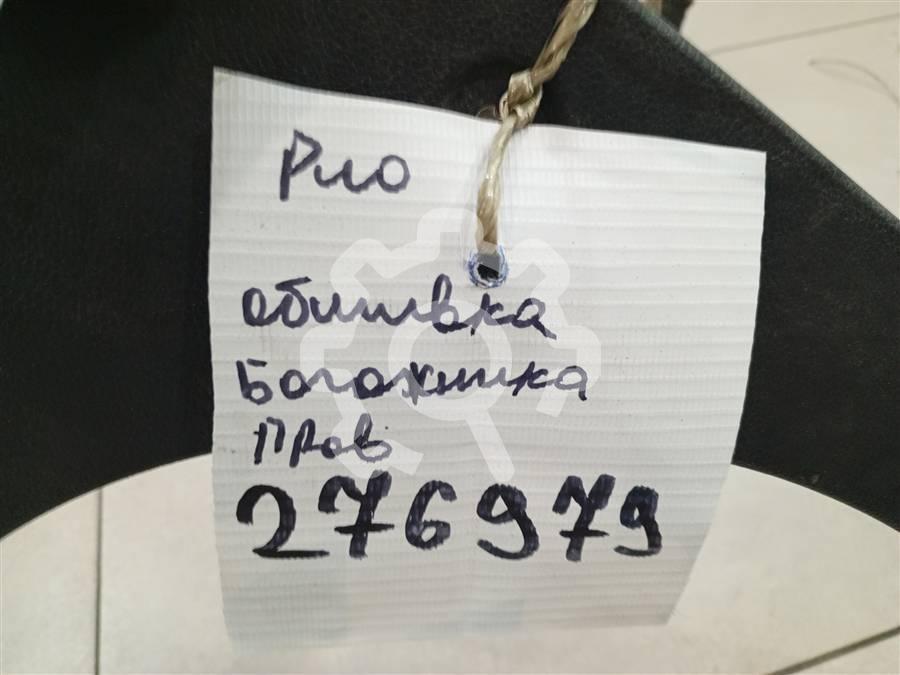 Рио
обшивка
Багажника
прав
276979